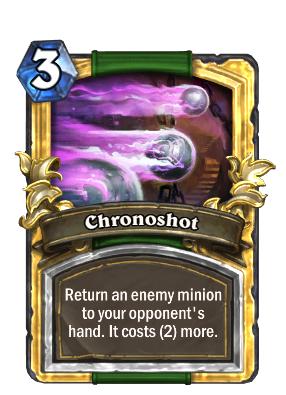 3
Chronoshot
Return an enemy minion
to your opponent's
hand. It costs (2) more.